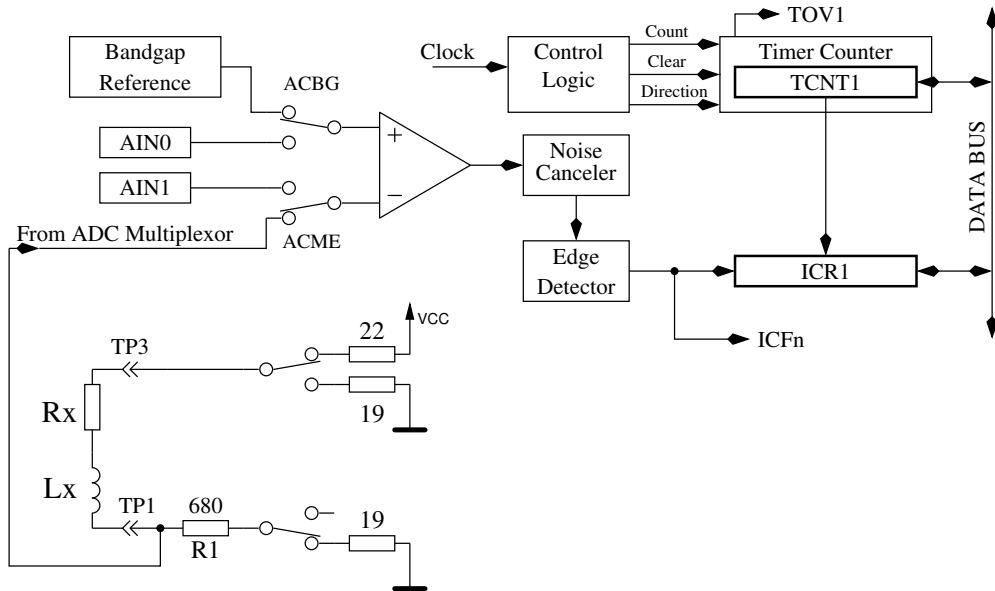 TOV1
Bandgap
Reference
ACBG
Clock
Control
Logic
Count
Clear
Direction
Timer Counter
TCNT1
AIN0
+
Noise
Canceler
AIN1
−
From ADC Multiplexor
ACME
Edge
Detector
ICR1
DATA BUS
ICFn
VCC
22
TP3
19
Rx
Lx
TP1
680
R1
19